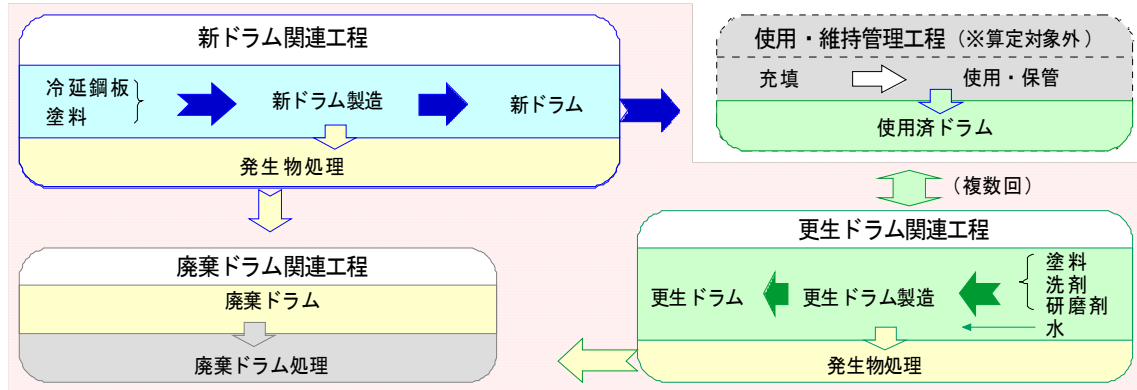 新ドラム関連工程
冷延鋼板
塗料
新ドラム製造
新ドラム
発生物処理
使用・維持管理工程（※算定対象外）
充填
使用・保管
使用済ドラム
（複数回）
更生ドラム関連工程
塗料
洗剤
研磨剤
水
更生ドラム製造
更生ドラム
発生物処理
廃棄ドラム関連工程
廃棄ドラム
廃棄ドラム処理